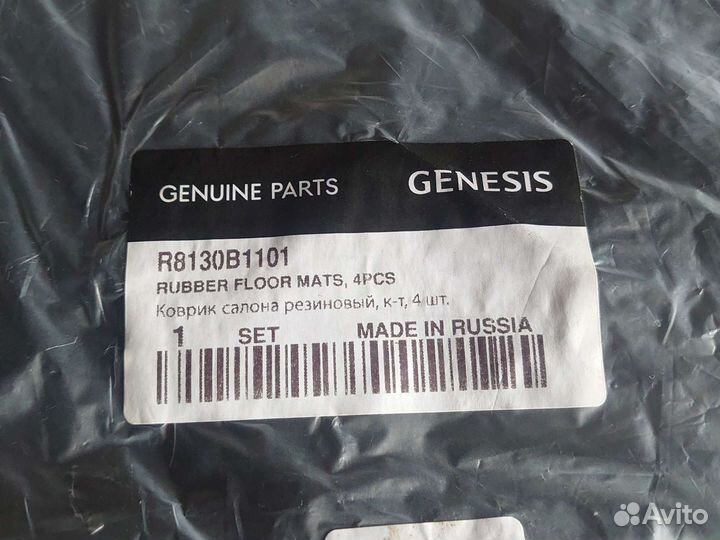 GENUINE PARTS GENESIS
R8130B1101
RUBBER FLOOR MATS, 4PCS
Коврик салона резиновый, к-т, 4 шт.
1 SET MADE IN RUSSIA
Avito